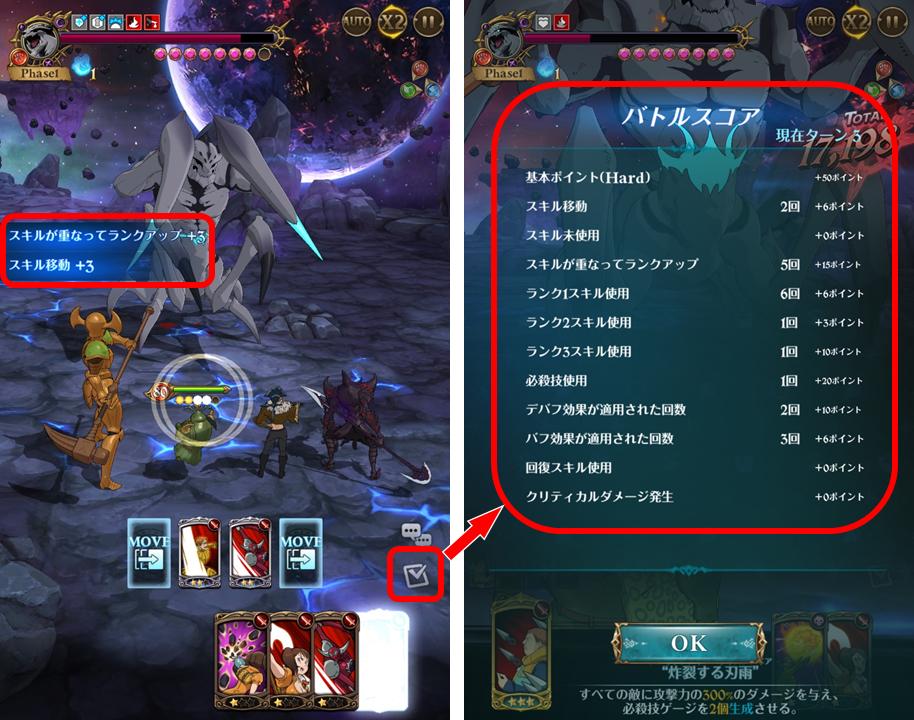 AUTO
X2
1
Phase1
スキルが重なってランクアップ +3
スキル移動 +3
MOVE
MOVE
AUTO
X2
1
Phase1
TOTAL
17,198
バトルスコア
現在ターン 3
基本ポイント(Hard) +50ポイント
スキル移動 2回 +6ポイント
スキル未使用 +0ポイント
スキルが重なってランクアップ 5回 +15ポイント
ランク1スキル使用 6回 +6ポイント
ランク2スキル使用 1回 +3ポイント
ランク3スキル使用 1回 +10ポイント
必殺技使用 1回 +20ポイント
デバフ効果が適用された回数 2回 +10ポイント
バフ効果が適用された回数 3回 +6ポイント
回復スキル使用 +0ポイント
クリティカルダメージ発生 +0ポイント
OK
“炸裂する刃雨”
すべての敵に攻撃力の300%のダメージを与え、
必殺技ゲージを2個生成させる。